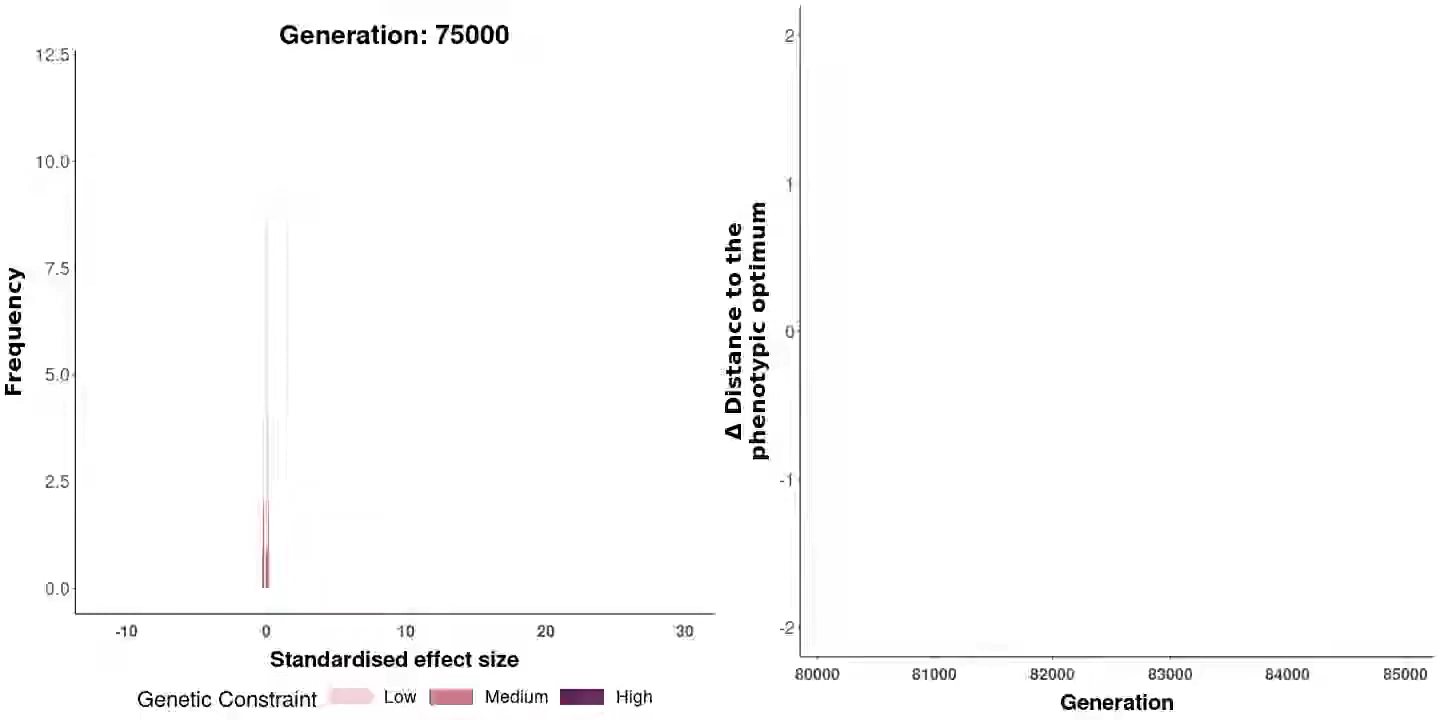 Generation: 75000
12.5
10.0
7.5
5.0
2.5
0.0
Frequency
-10 0 10 20 30
Standardised effect size
Genetic Constraint Low Medium High
2
1
0
-1
-2
Δ Distance to the
phenotypic optimum
80000 81000 82000 83000 84000 85000
Generation